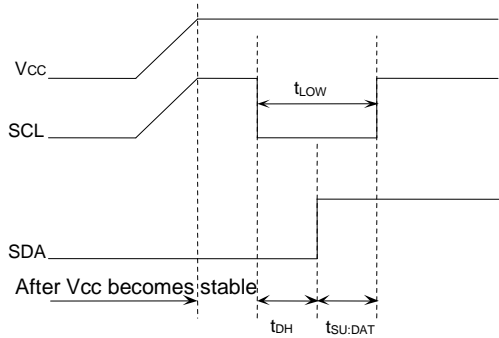 VCC
tLOW
SCL
SDA
After Vcc becomes stable
tDH
tSU:DAT